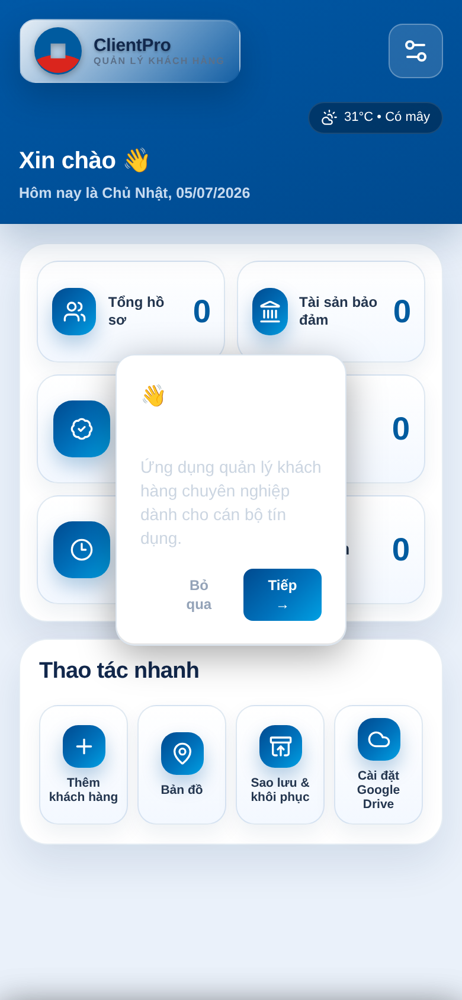 ClientPro
QUẢN LÝ KHÁCH HÀNG
31°C • Có mây
Xin chào 👋
Hôm nay là Chủ Nhật, 05/07/2026
Tổng hồ
sơ
0
Tài sản bảo
đảm
0
0
0
👋
Ứng dụng quản lý khách
hàng chuyên nghiệp
dành cho cán bộ tín
dụng.
Bỏ
qua
Tiếp
→
Thao tác nhanh
Thêm
khách hàng
Bản đồ
Sao lưu &
khôi phục
Cài đặt
Google
Drive